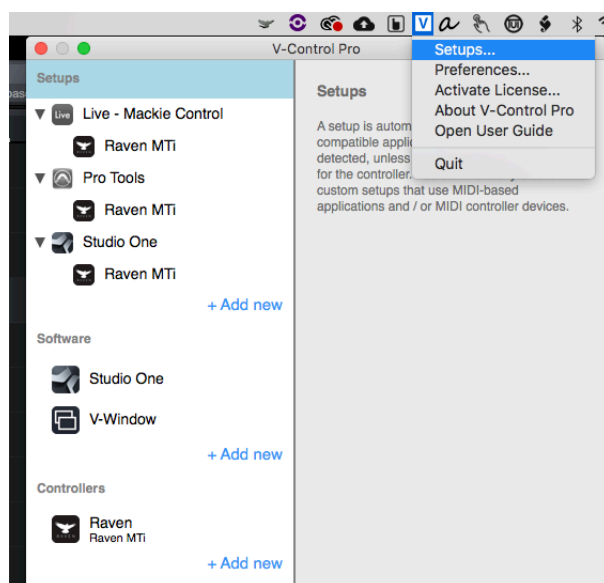 V-Control Pro
Setups...
Preferences...
Activate License...
About V-Control Pro
Open User Guide
Quit
Setups
Live
Live - Mackie Control
Raven MTi
Pro Tools
Raven MTi
Studio One
Raven MTi
+ Add new
Software
Studio One
V-Window
+ Add new
Controllers
Raven
Raven MTi
+ Add new
Setups
A setup is autom
compatible applic
detected, unless
for the controller.
custom setups that use MIDI-based
applications and / or MIDI controller devices.